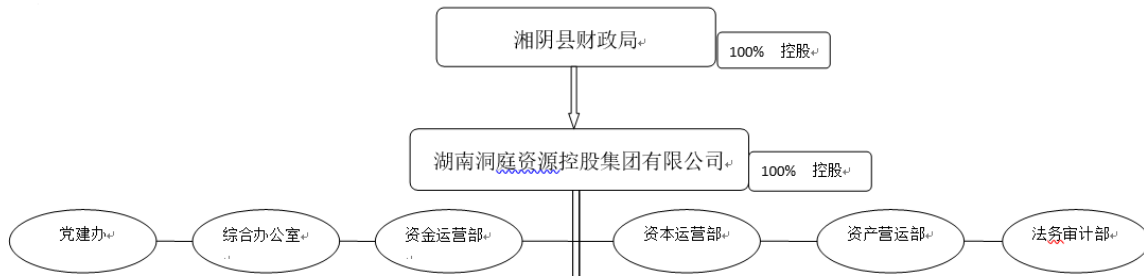 湘阴县财政局
100% 控股
湖南洞庭资源控股集团有限公司
100% 控股
党建办
综合办公室
资金运营部
资本运营部
资产营运部
法务审计部